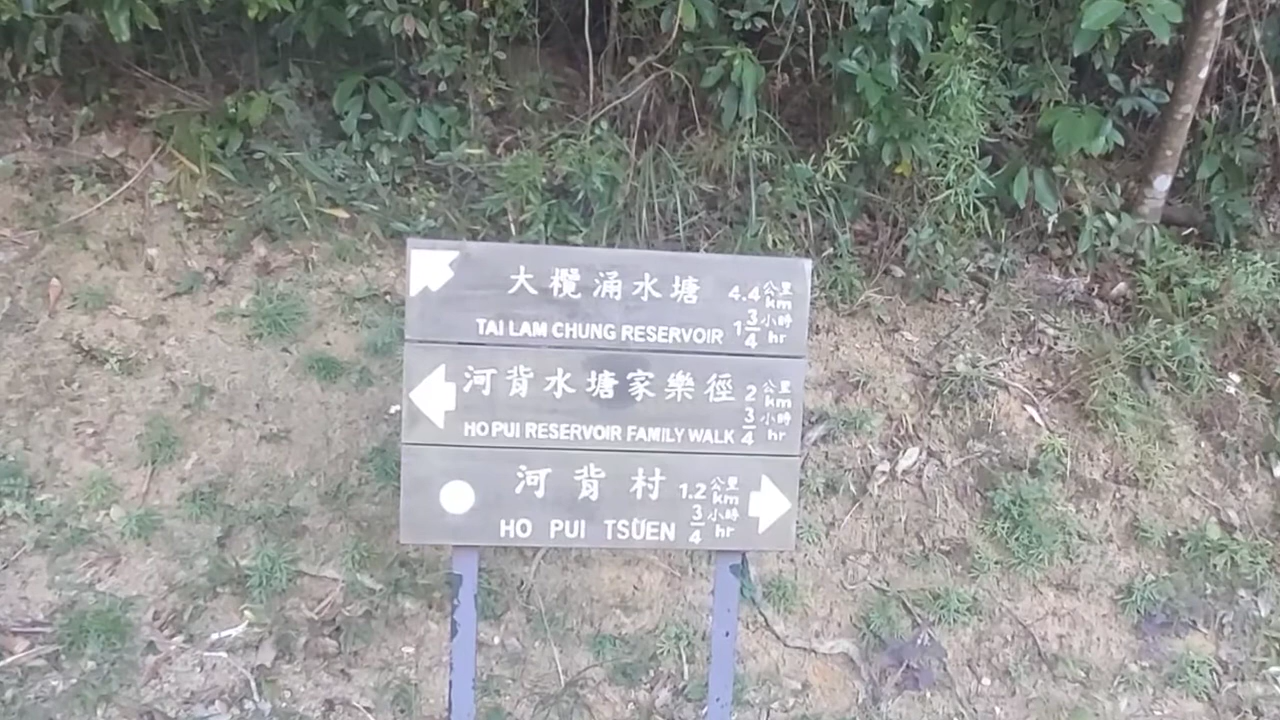 大欖涌水塘 4.4 公里 km
TAI LAM CHUNG RESERVOIR 1 3/4 小時 hr
河背水塘家樂徑 2 公里 km
HO PUI RESERVOIR FAMILY WALK 3/4 小時 hr
河背村 1.2 公里 km
HO PUI TSUEN 3/4 小時 hr